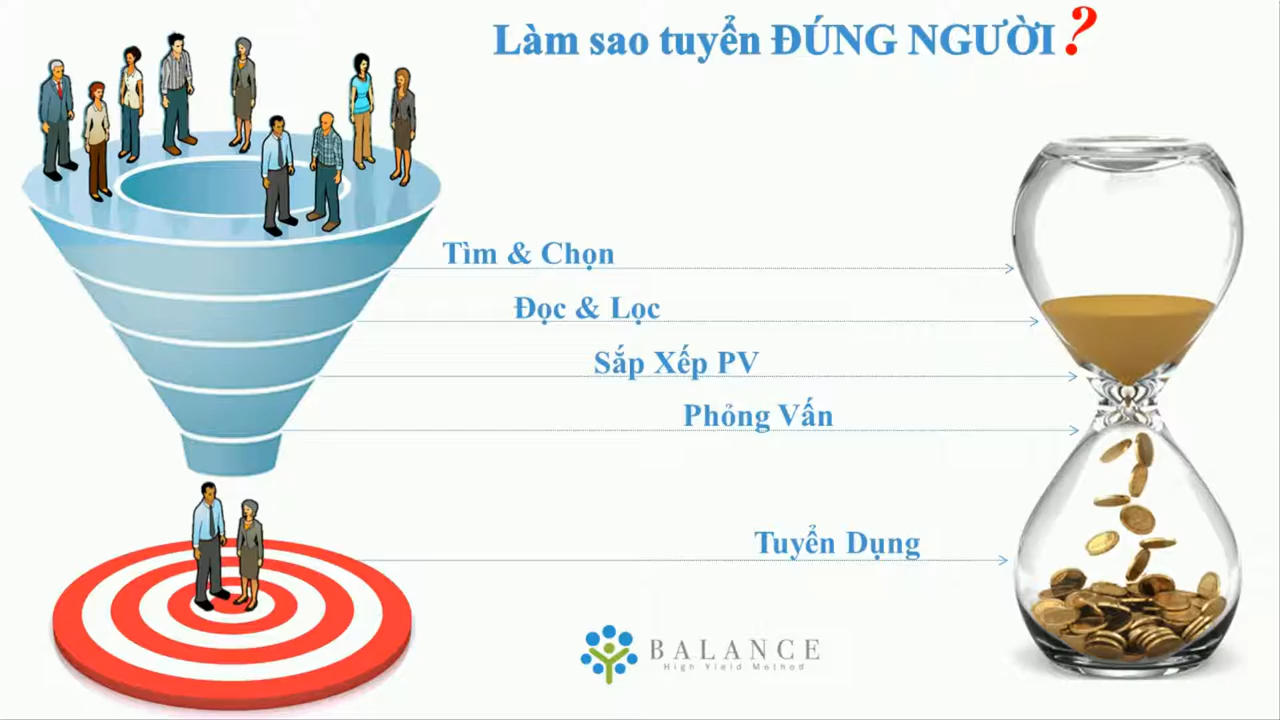 Làm sao tuyển ĐÚNG NGƯỜI?
Tìm & Chọn
Đọc & Lọc
Sắp Xếp PV
Phỏng Vấn
Tuyển Dụng
BALANCE
High Yield Method